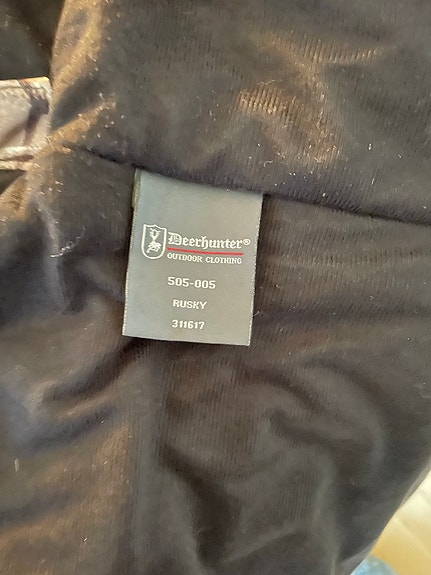 Deerhunter®
OUTDOOR CLOTHING
505-005
RUSKY
311617